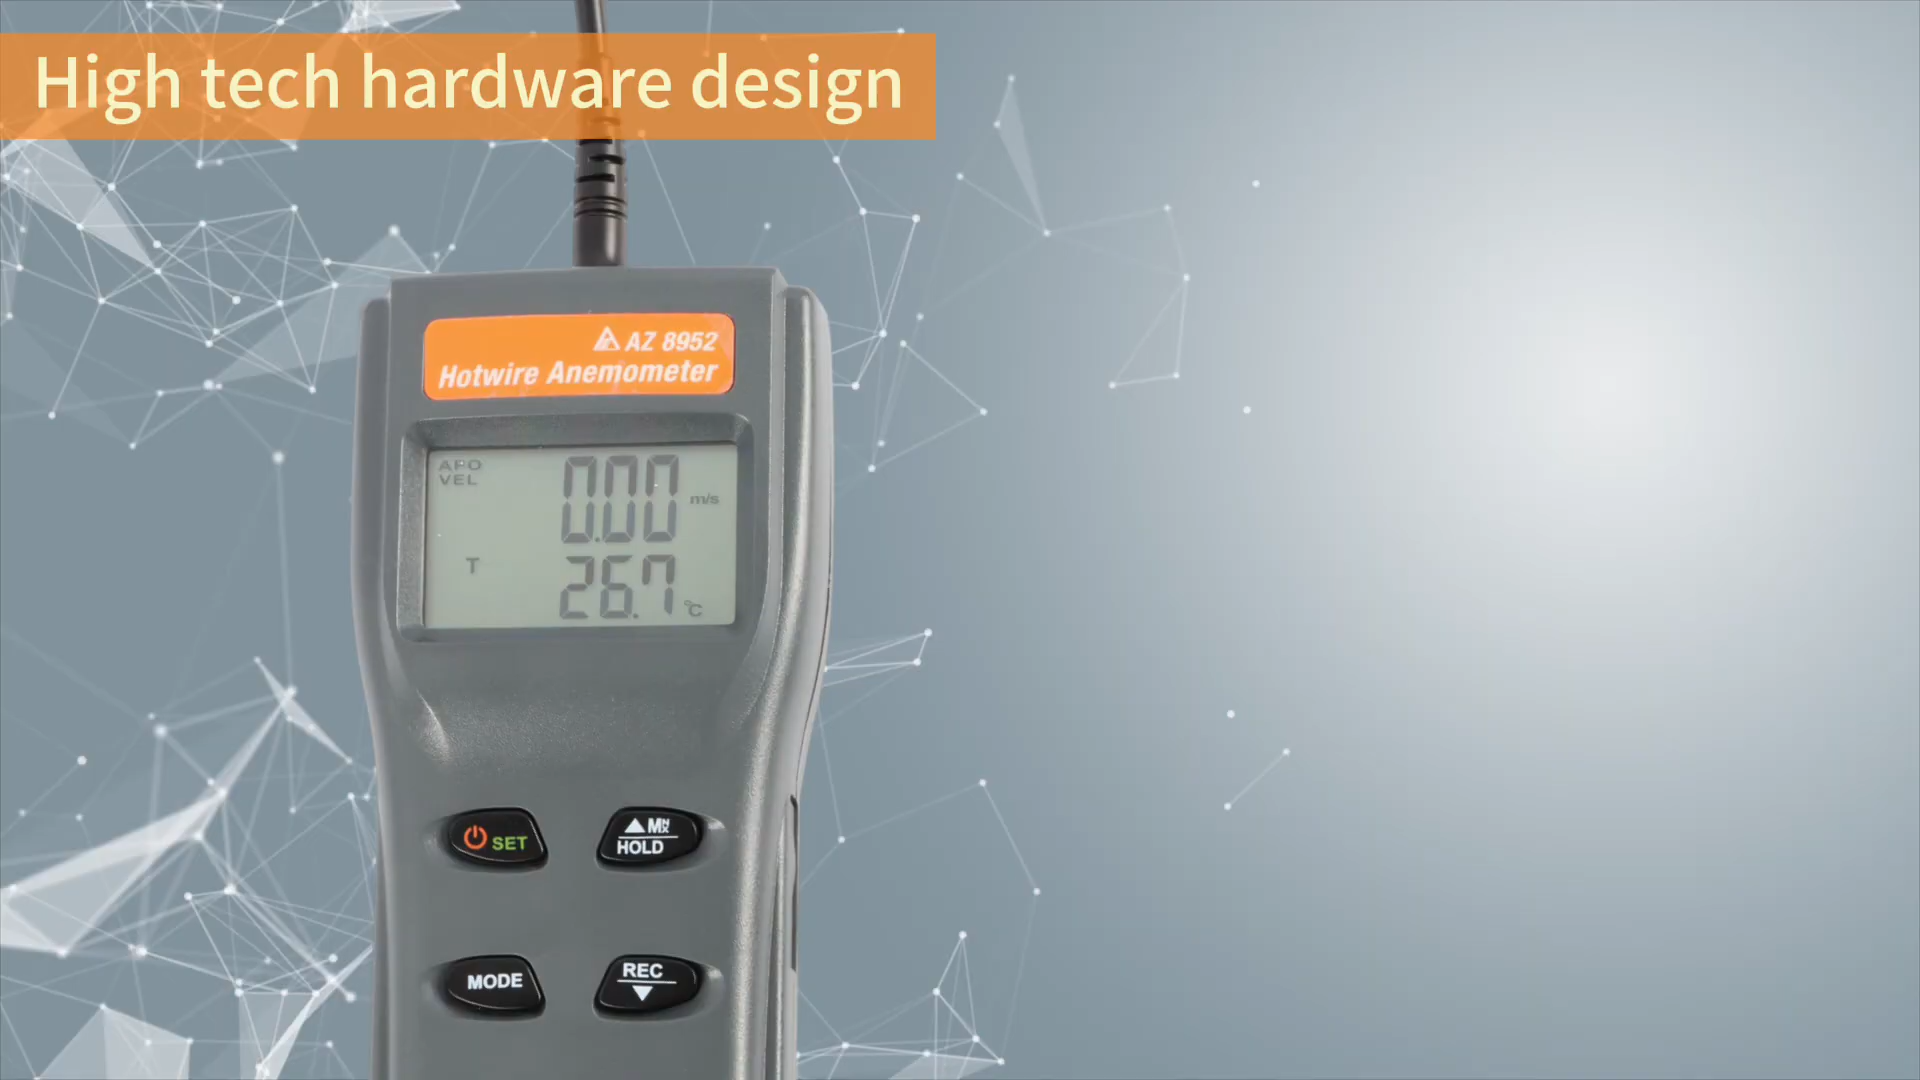 High tech hardware design
AZ 8952
Hotwire Anemometer
APO
VEL
0.00 m/s
T
26.7 °C
SET
MX
HOLD
MODE
REC